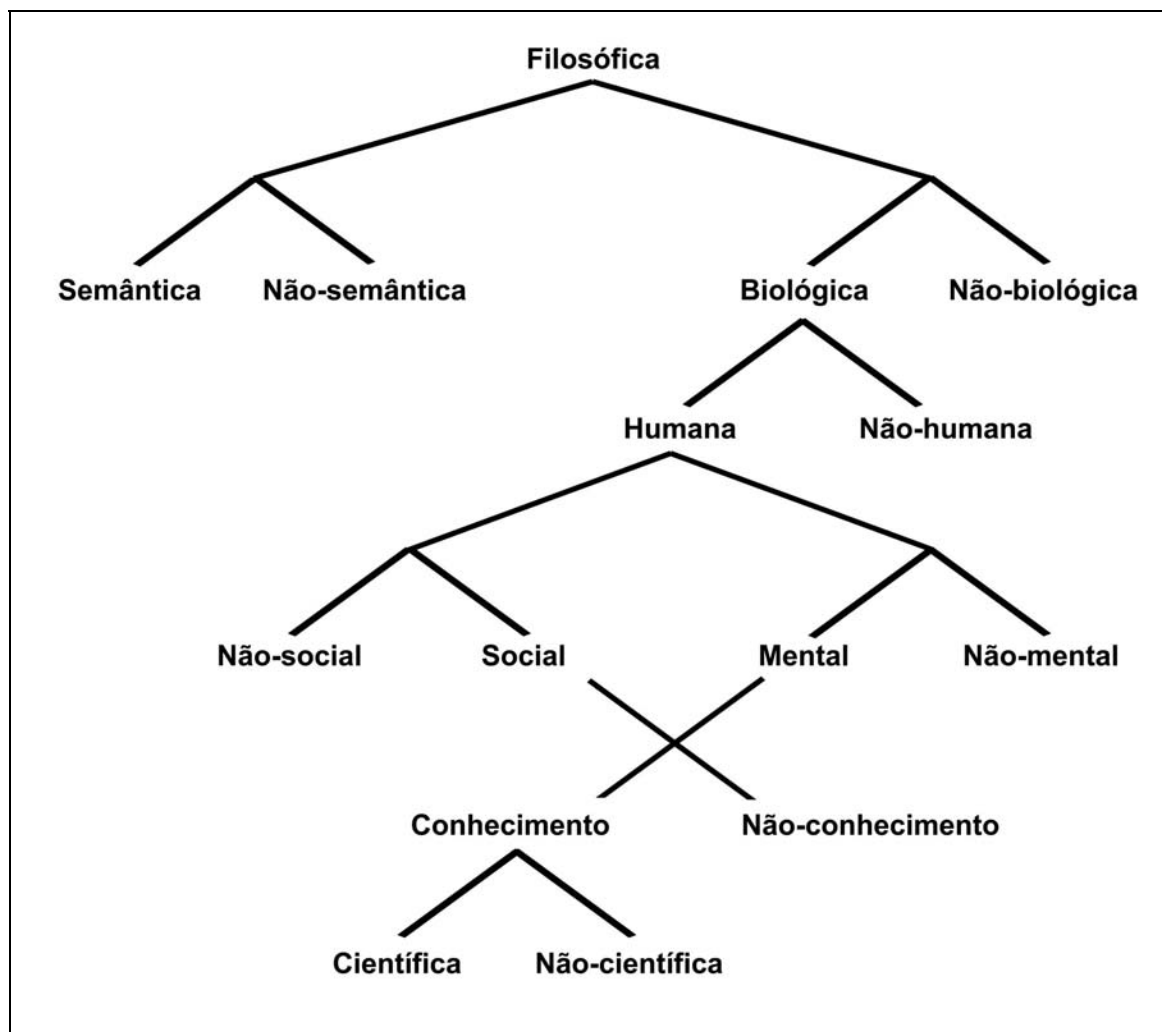 Filosófica
Semântica Não-semântica Biológica Não-biológica
Humana Não-humana
Não-social Social Mental Não-mental
Conhecimento Não-conhecimento
Científica Não-científica